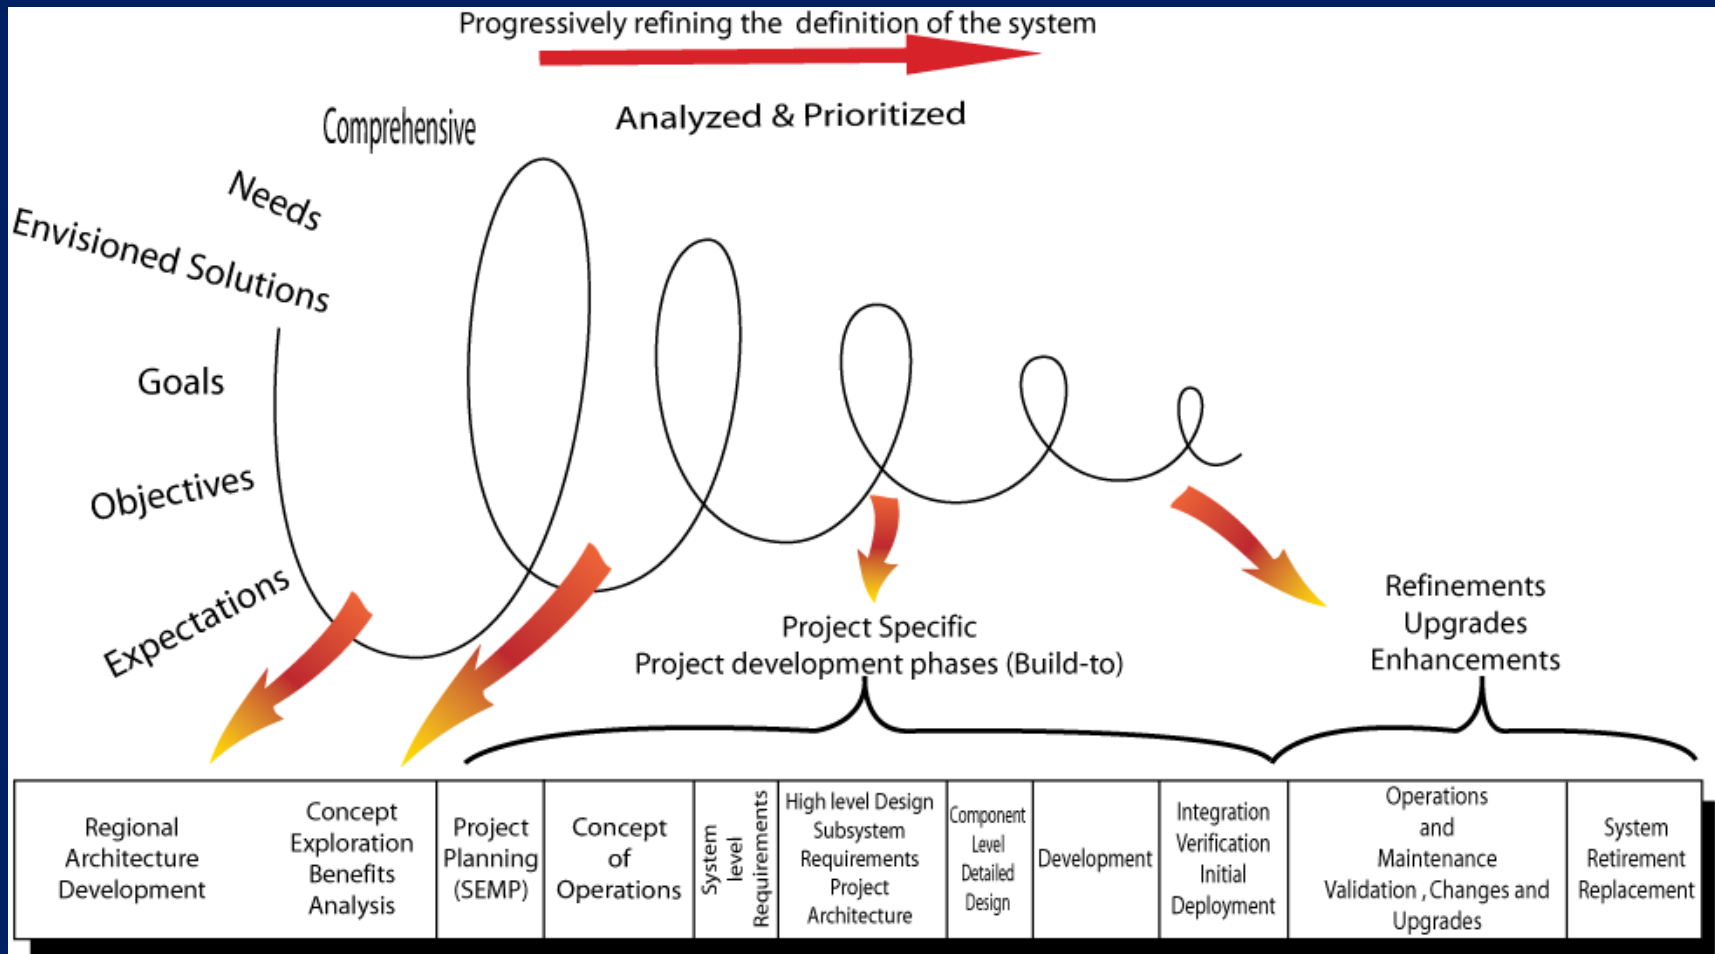 Progressively refining the definition of the system
Comprehensive
Analyzed & Prioritized
Needs
Envisioned Solutions
Goals
Objectives
Expectations
Project Specific
Project development phases (Build-to)
Refinements
Upgrades
Enhancements
Regional
Architecture
Development
Concept
Exploration
Benefits
Analysis
Project
Planning
(SEMP)
Concept
of
Operations
System
level
Requirements
High level Design
Subsystem
Requirements
Project
Architecture
Component
Level
Detailed
Design
Development
Integration
Verification
Initial
Deployment
Operations
and
Maintenance
Validation , Changes and
Upgrades
System
Retirement
Replacement